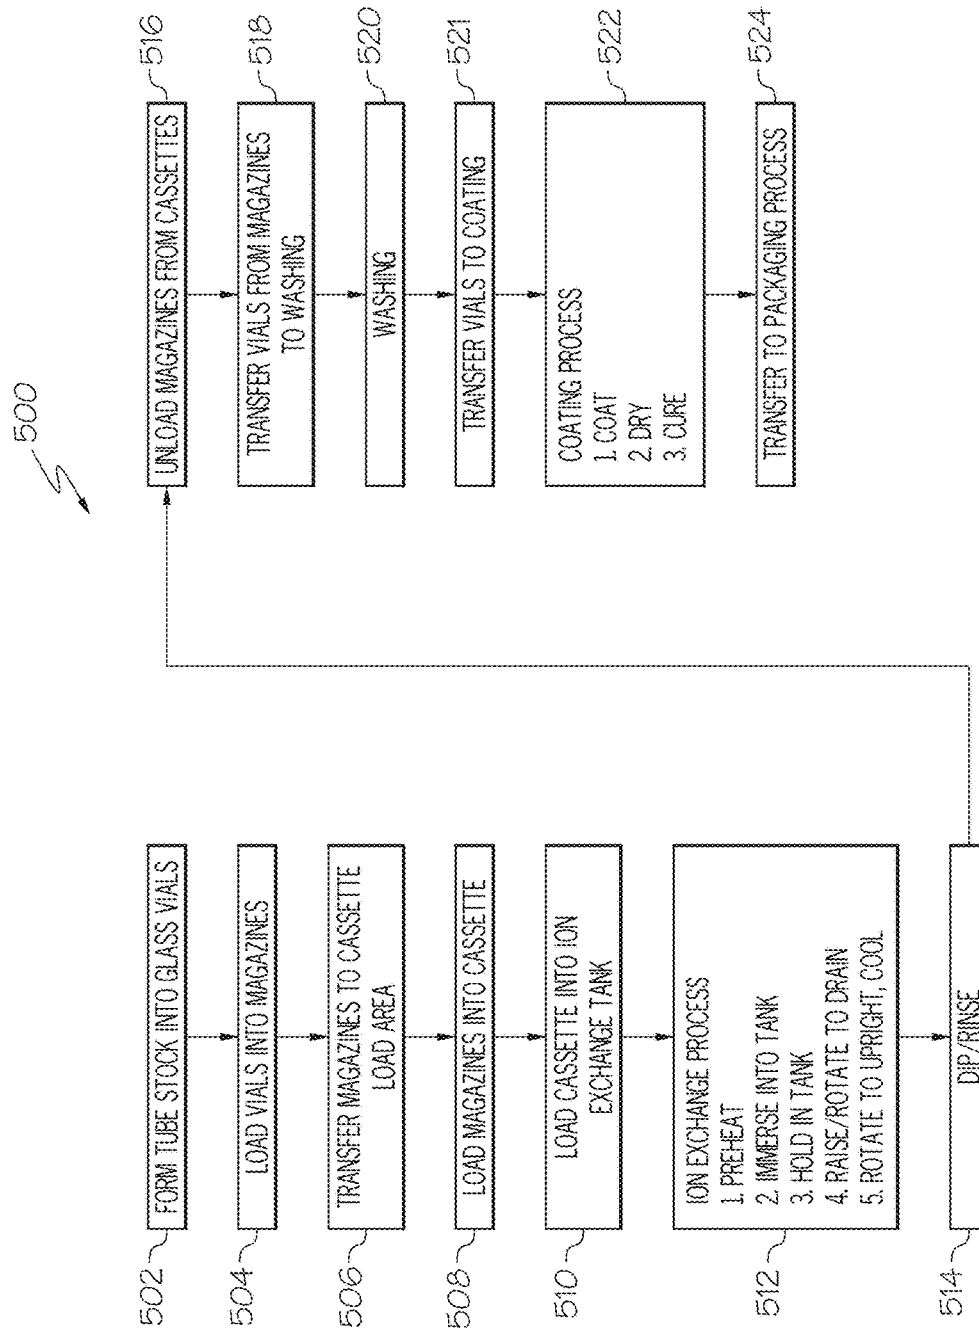 500
502
FORM TUBE STOCK INTO GLASS VIALS
504
LOAD VIALS INTO MAGAZINES
506
TRANSFER MAGAZINES TO CASSETTE
LOAD AREA
508
LOAD MAGAZINES INTO CASSETTE
510
LOAD CASSETTE INTO ION
EXCHANGE TANK
512
ION EXCHANGE PROCESS
1. PREHEAT
2. IMMERSE INTO TANK
3. HOLD IN TANK
4. RAISE/ROTATE TO DRAIN
5. ROTATE TO UPRIGHT, COOL
514
DIP/RINSE
UNLOAD MAGAZINES FROM CASSETTES
516
TRANSFER VIALS FROM MAGAZINES
TO WASHING
518
WASHING
520
TRANSFER VIALS TO COATING
521
COATING PROCESS
1. COAT
2. DRY
3. CURE
522
TRANSFER TO PACKAGING PROCESS
524